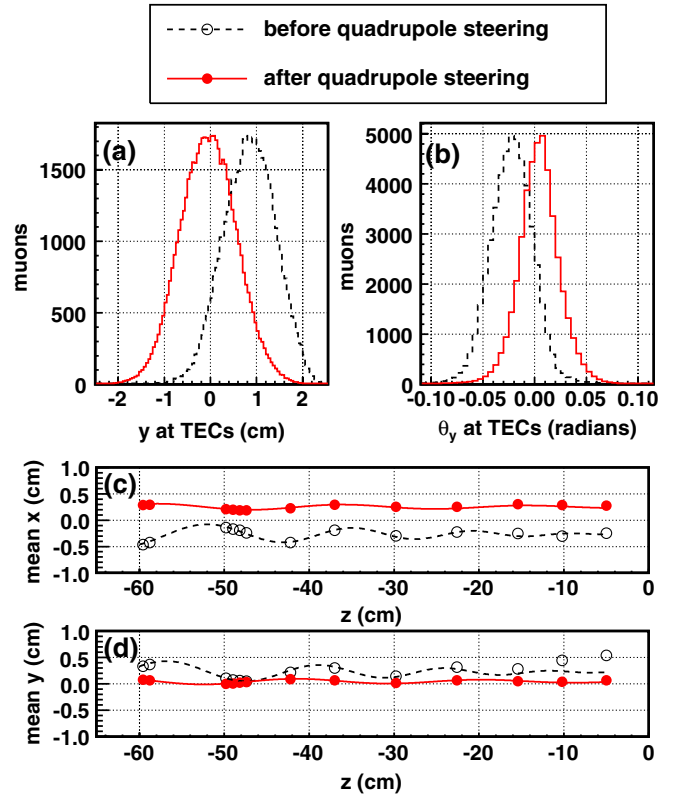 before quadrupole steering
after quadrupole steering
(a)
(b)
muons
1500
1000
500
0
-2 -1 0 1 2
y at TECs (cm)
muons
5000
4000
3000
2000
1000
0
-0.10 -0.05 0.00 0.05 0.10
θy at TECs (radians)
(c)
mean x (cm)
1.0
0.5
0.0
-0.5
-1.0
-60 -50 -40 -30 -20 -10 0
z (cm)
(d)
mean y (cm)
1.0
0.5
0.0
-0.5
-1.0
-60 -50 -40 -30 -20 -10 0
z (cm)